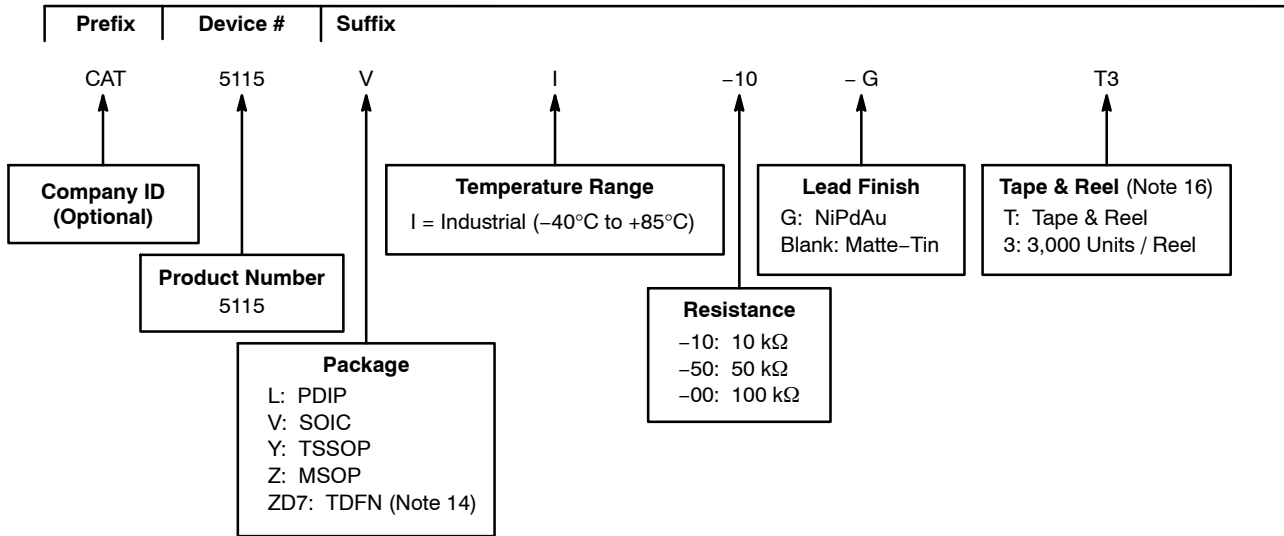 Prefix Device # Suffix
CAT 5115 V I −10 − G T3
Company ID
(Optional)
Product Number
5115
Package
L: PDIP
V: SOIC
Y: TSSOP
Z: MSOP
ZD7: TDFN (Note 14)
Temperature Range
I = Industrial (−40°C to +85°C)
Resistance
−10: 10 kΩ
−50: 50 kΩ
−00: 100 kΩ
Lead Finish
G: NiPdAu
Blank: Matte−Tin
Tape & Reel (Note 16)
T: Tape & Reel
3: 3,000 Units / Reel